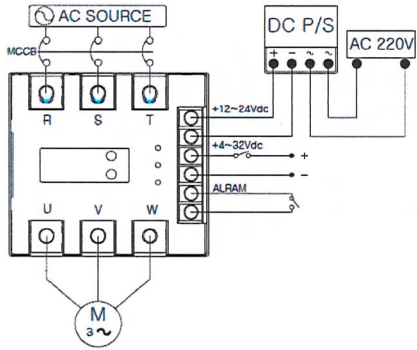 AC SOURCE
DC P/S
MCCB
AC 220V
+ − ~ ~
R S T
+12~24Vdc
+4~32Vdc
+
−
ALRAM
U V W
M
3~